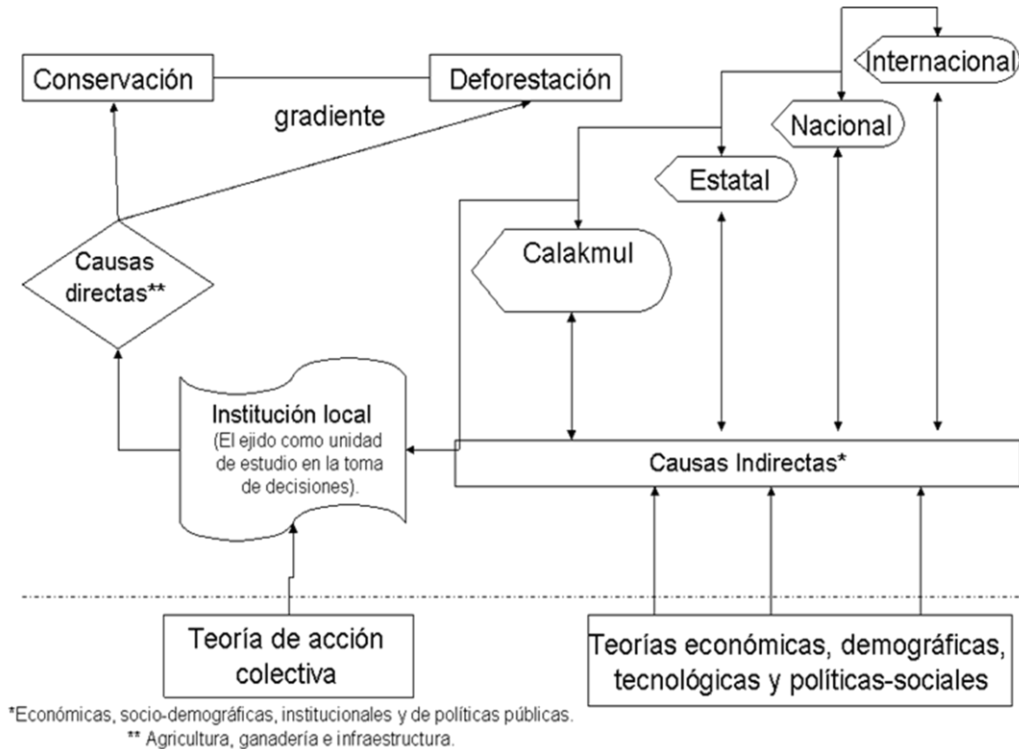 Conservación
Deforestación
gradiente
Internacional
Nacional
Estatal
Calakmul
Causas
directas**
Institución local
(El ejido como unidad
de estudio en la toma
de decisiones).
Causas Indirectas*
Teoría de acción
colectiva
Teorías económicas, demográficas,
tecnológicas y políticas-sociales
*Económicas, socio-demográficas, institucionales y de políticas públicas.
** Agricultura, ganadería e infraestructura.